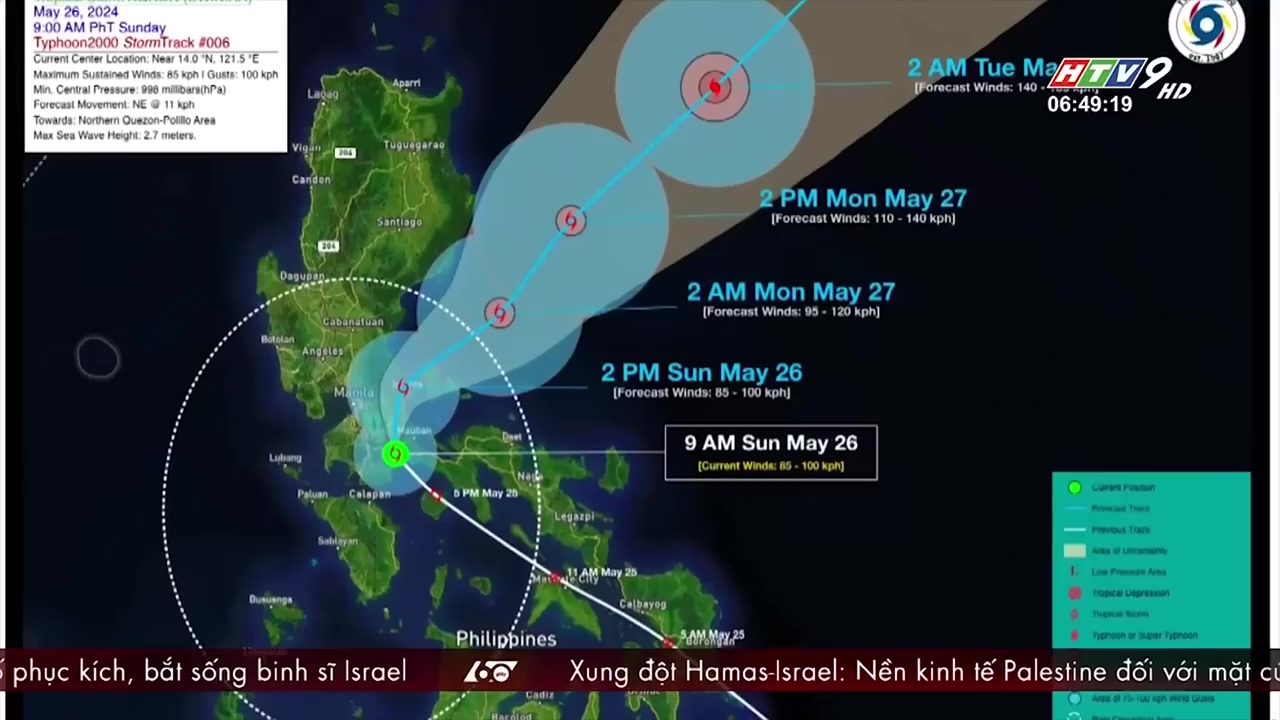 May 26, 2024
9:00 AM PhT Sunday
Typhoon2000 StormTrack #006
Current Center Location: Near 14.0 °N, 121.5 °E
Maximum Sustained Winds: 85 kph | Gusts: 100 kph
Min. Central Pressure: 998 millibars(hPa)
Forecast Movement: NE @ 11 kph
Towards: Northern Quezon-Polillo Area
Max Sea Wave Height: 2.7 meters.
HTV9
HD
06:49:19
2 AM Tue
[Forecast Winds: 140 -
2 PM Mon May 27
[Forecast Winds: 110 - 140 kph]
2 AM Mon May 27
[Forecast Winds: 95 - 120 kph]
2 PM Sun May 26
[Forecast Winds: 85 - 100 kph]
9 AM Sun May 26
[Current Winds: 85 - 100 kph]
5 PM May 25
11 AM May 25
5 AM May 25
Aparri
Laoag
Vigan
204
Tuguegarao
Candon
Santiago
204
Dagupan
Cabanatuan
Bototan
Angeles
Manila
Mauban
Daet
Lubang
Naga
Paluan
Calapan
Legazpi
Sablayan
Masbate City
Busuanga
Calbayog
Borongan
Philippines
Cadiz
Bacolod
Current Position
Forecast Track
Previous Track
Area of Uncertainty
Low Pressure Area
Tropical Depression
Tropical Storm
Typhoon or Super Typhoon
Area of 75-100 kph Wind Gusts
phục kích, bắt sống binh sĩ Israel
60 giây
Xung đột Hamas-Israel: Nền kinh tế Palestine đối với mặt